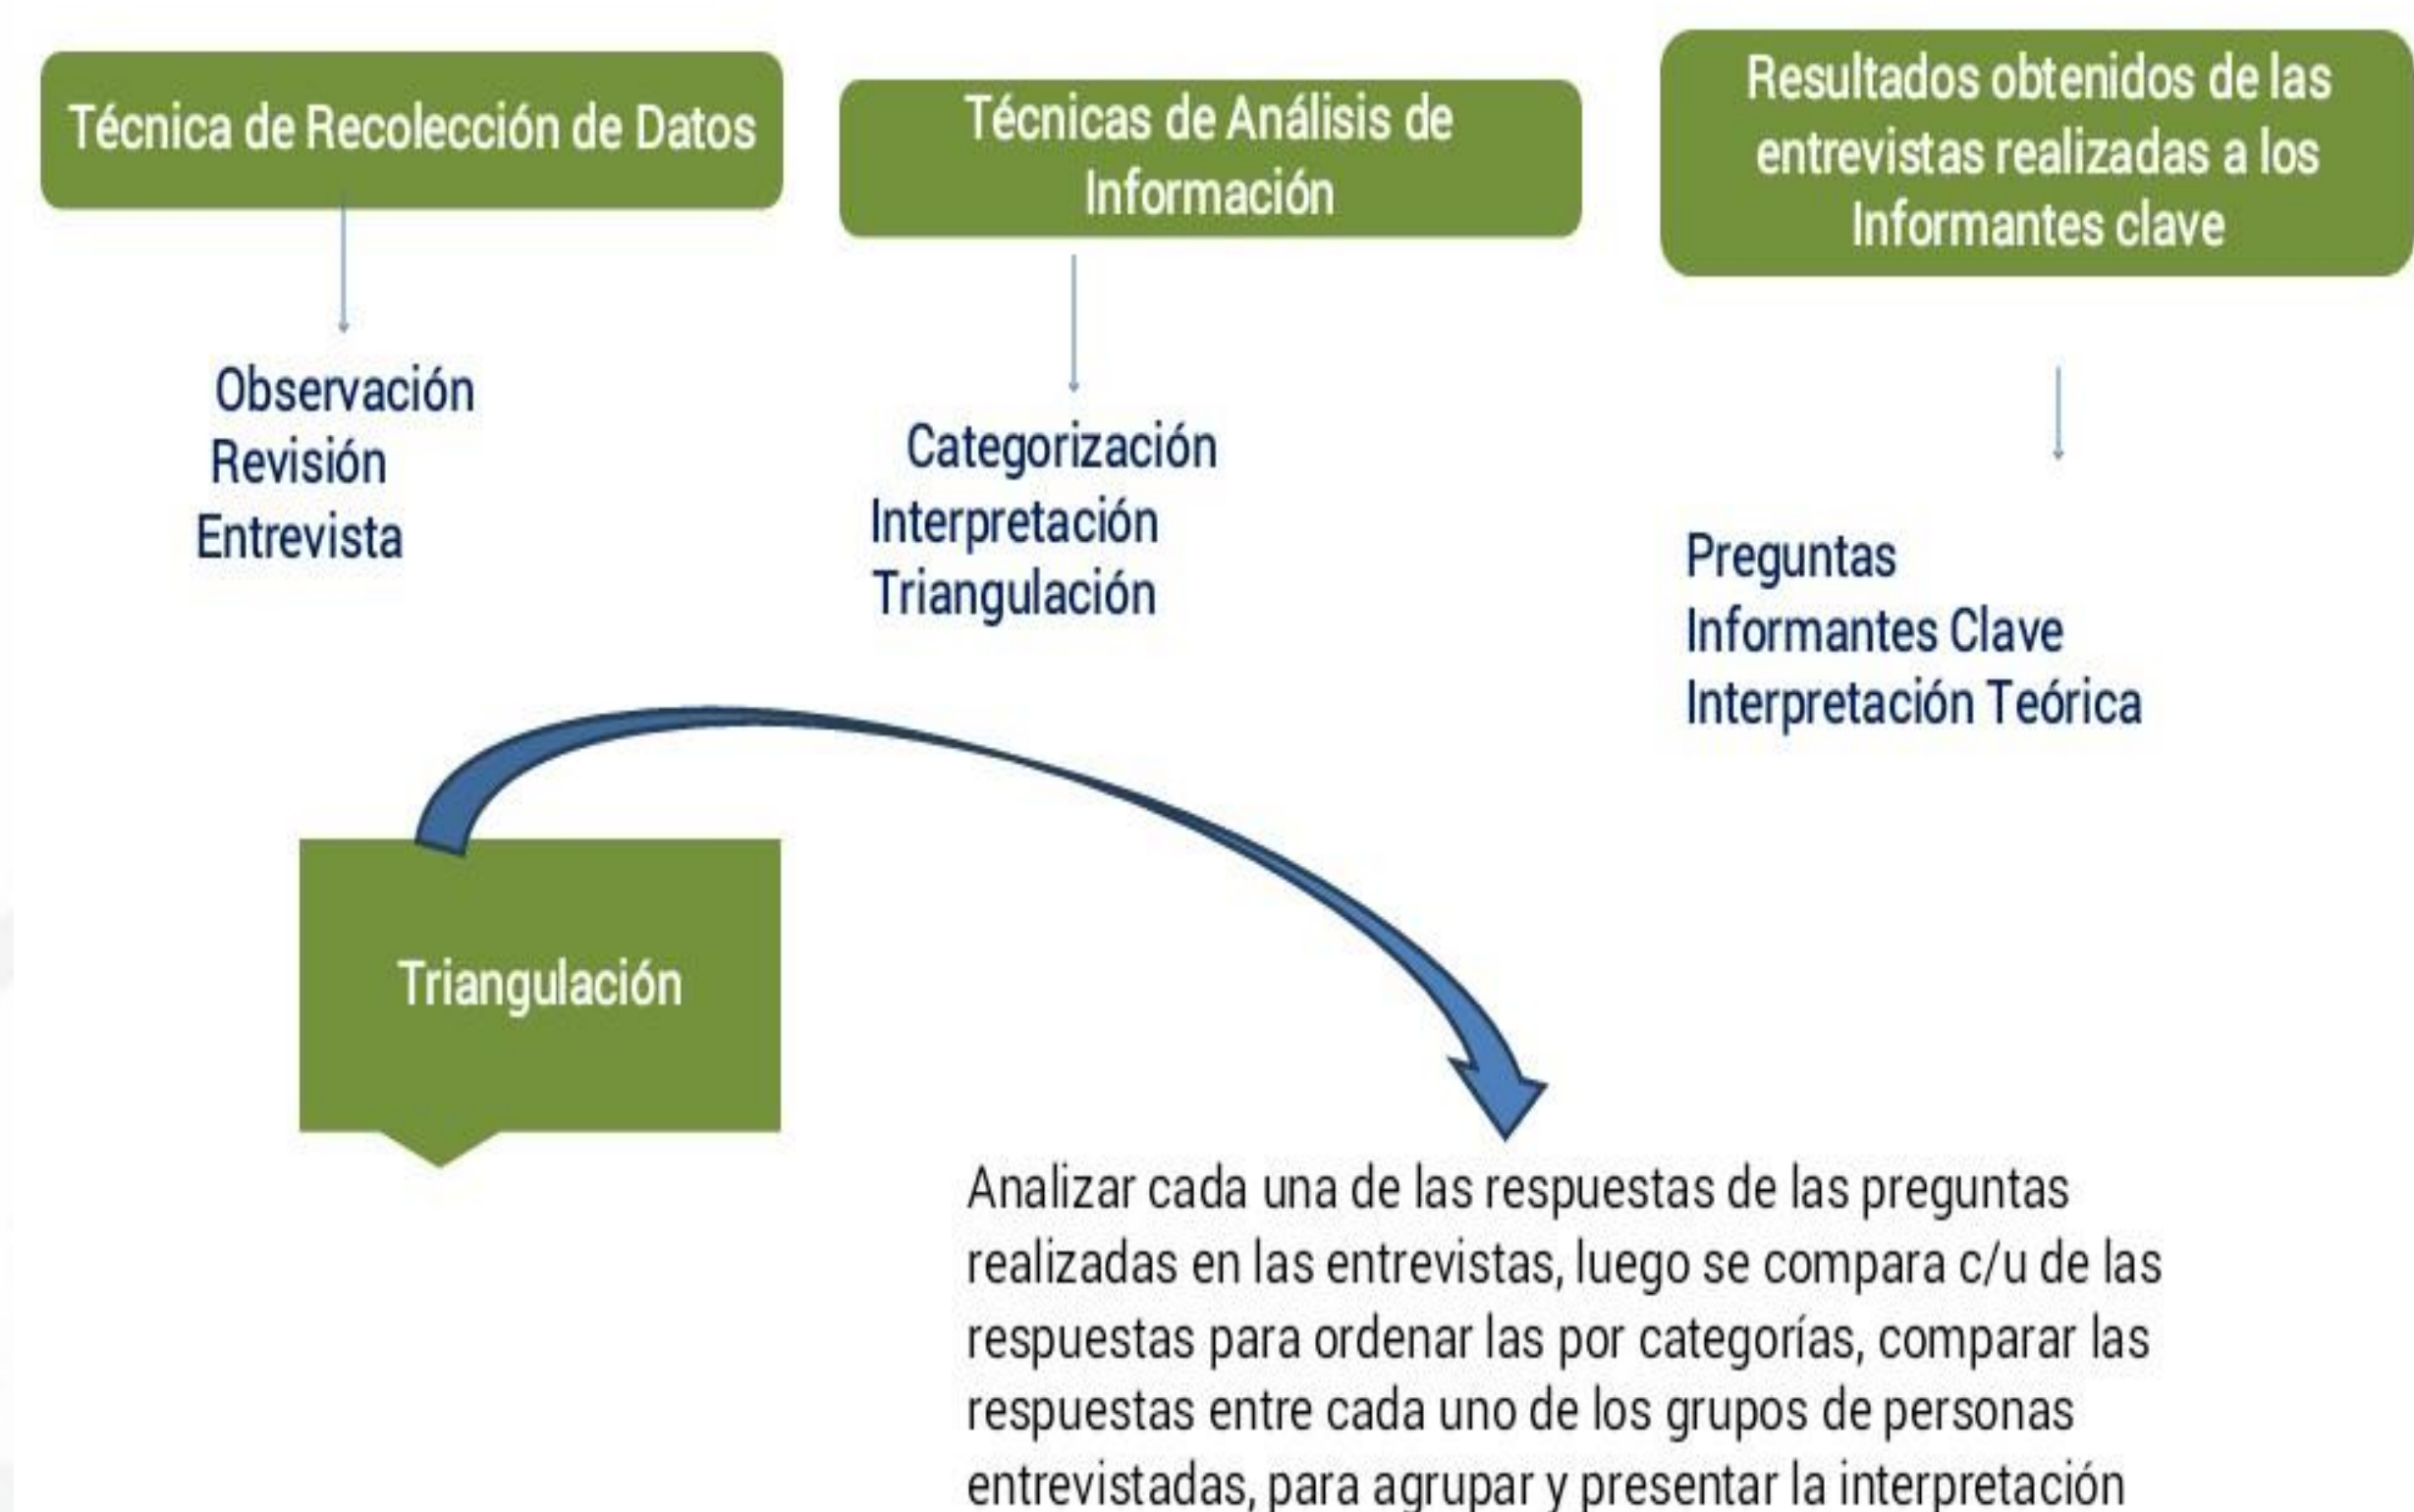 Técnica de Recolección de Datos
Observación
Revisión
Entrevista
Técnicas de Análisis de
Información
Categorización
Interpretación
Triangulación
Resultados obtenidos de las
entrevistas realizadas a los
Informantes clave
Preguntas
Informantes Clave
Interpretación Teórica
Triangulación
Analizar cada una de las respuestas de las preguntas
realizadas en las entrevistas, luego se compara c/u de las
respuestas para ordenar las por categorías, comparar las
respuestas entre cada uno de los grupos de personas
entrevistadas, para agrupar y presentar la interpretación